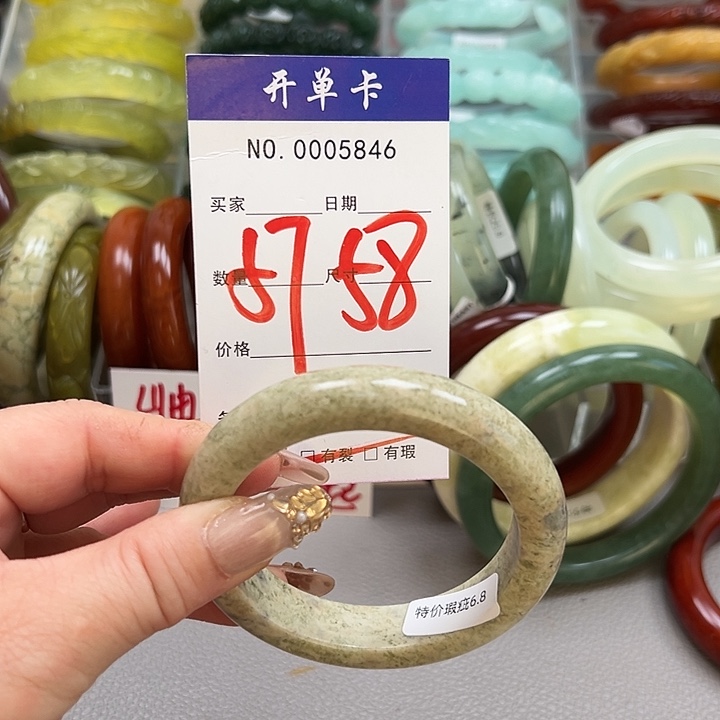 开单卡
NO. 0005846
买家 日期
数量 尺寸
57 58
价格
□有裂 □有瑕
特价瑕疵6.8